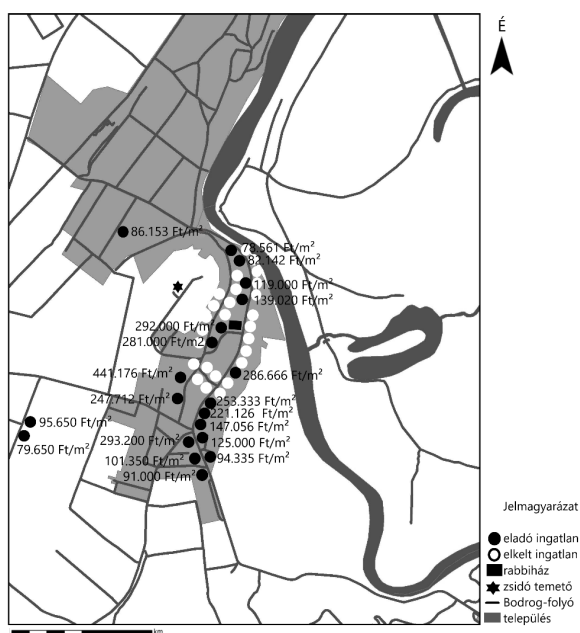 É
86.153 Ft/m²
78.561 Ft/m²
82.142 Ft/m²
119.000 Ft/m²
139.020 Ft/m²
292.000 Ft/m²
281.000 Ft/m2
441.176 Ft/m²
286.666 Ft/m²
247.712 Ft/m²
253.333 Ft/m²
221.126 Ft/m²
95.650 Ft/m²
147.056 Ft/m²
79.650 Ft/m²
293.200 Ft/m²
125.000 Ft/m²
101.350 Ft/m²
94.335 Ft/m²
91.000 Ft/m²
Jelmagyarázat
eladó ingatlan
elkelt ingatlan
rabbiház
zsidó temető
Bodrog-folyó
település
km